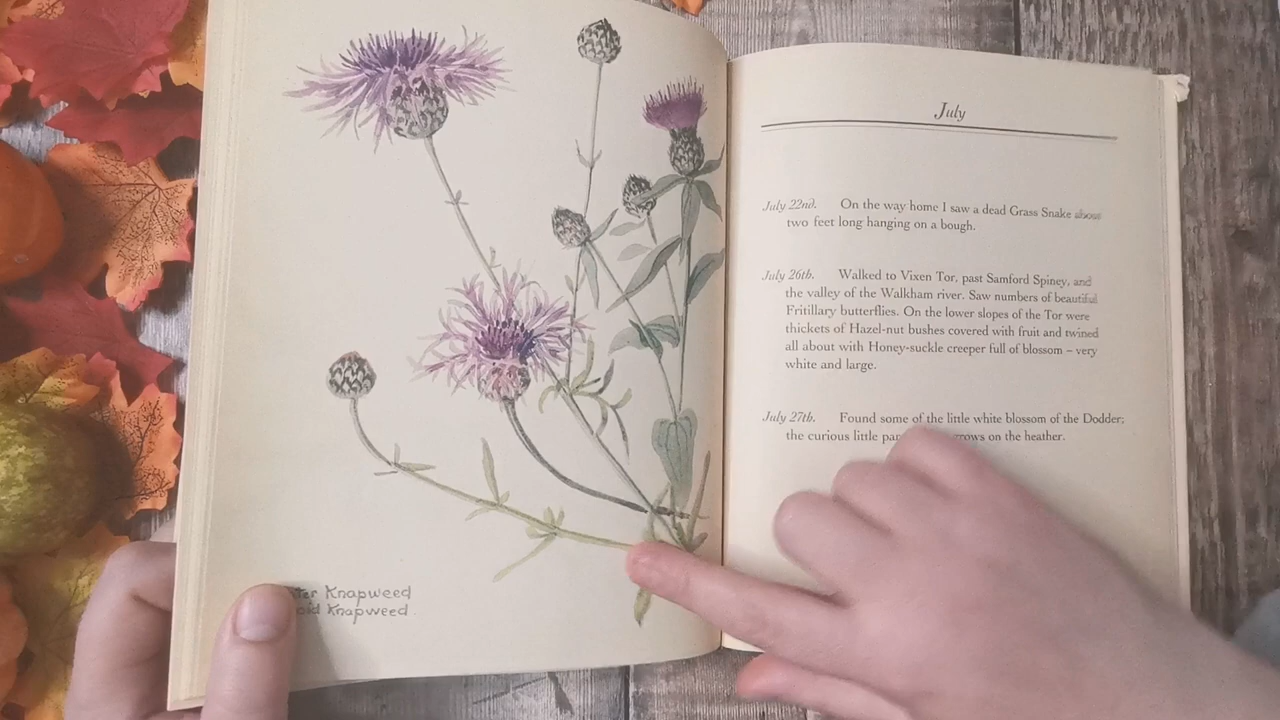 Knapweed
Knapweed.
July
July 22nd. On the way home I saw a dead Grass Snake about
two feet long hanging on a bough.
July 26th. Walked to Vixen Tor, past Samford Spiney, and
the valley of the Walkham river. Saw numbers of beautiful
Fritillary butterflies. On the lower slopes of the Tor were
thickets of Hazel-nut bushes covered with fruit and twined
all about with Honey-suckle creeper full of blossom – very
white and large.
July 27th. Found some of the little white blossom of the Dodder;
the curious little on the heather.